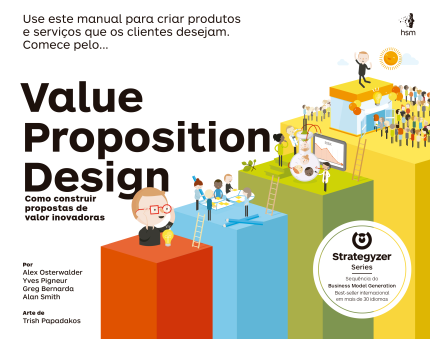 Use este manual para criar produtos
e serviços que os clientes desejam.
Comece pelo...
hsm
Value
Proposition
Design
Como construir
propostas de
valor inovadoras
Por
Alex Osterwalder
Yves Pigneur
Greg Bernarda
Alan Smith
Arte de
Trish Papadakos
Strategyzer
Series
Sequência do
Business Model Generation
Best-seller internacional
em mais de 30 idiomas